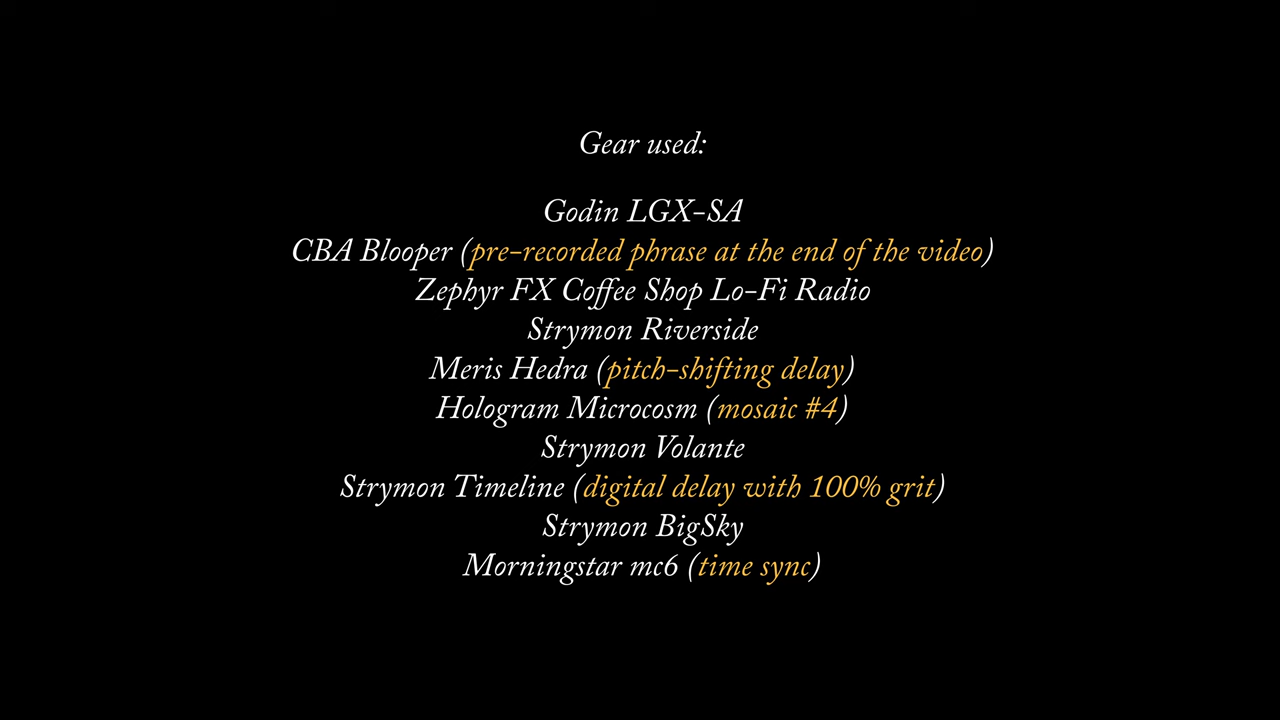 Gear used:
Godin LGX-SA
CBA Blooper (pre-recorded phrase at the end of the video)
Zephyr FX Coffee Shop Lo-Fi Radio
Strymon Riverside
Meris Hedra (pitch-shifting delay)
Hologram Microcosm (mosaic #4)
Strymon Volante
Strymon Timeline (digital delay with 100% grit)
Strymon BigSky
Morningstar mc6 (time sync)